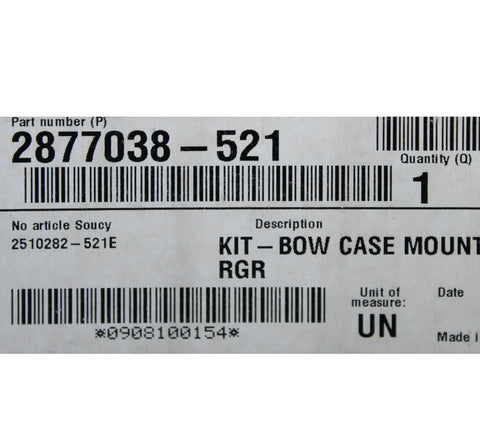 Part number (P)
2877038-521
Quantity (Q)
1
No article Soucy
2510282-521E
Description
KIT-BOW CASE MOUNT
RGR
Unit of
measure:
UN
Date
*0908100154*
Made i